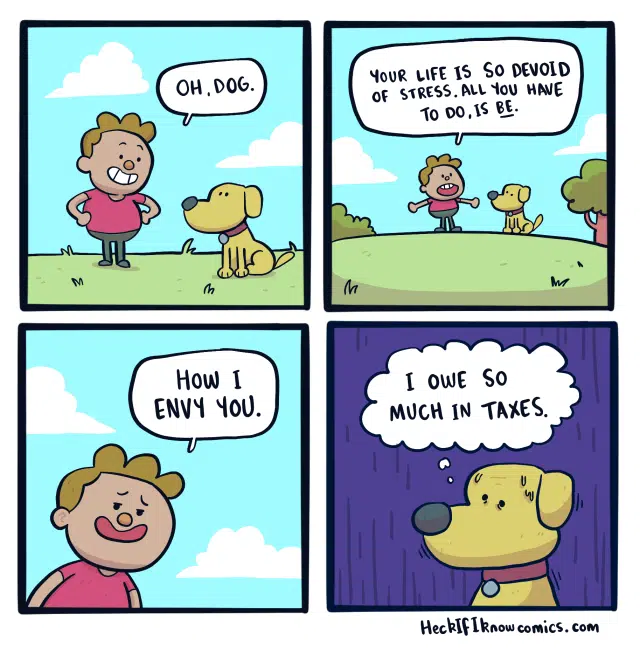 OH, DOG.
YOUR LIFE IS SO DEVOID
OF STRESS. ALL YOU HAVE
TO DO, IS BE.
HOW I
ENVY YOU.
I OWE SO
MUCH IN TAXES.
HeckIfIknowcomics.com